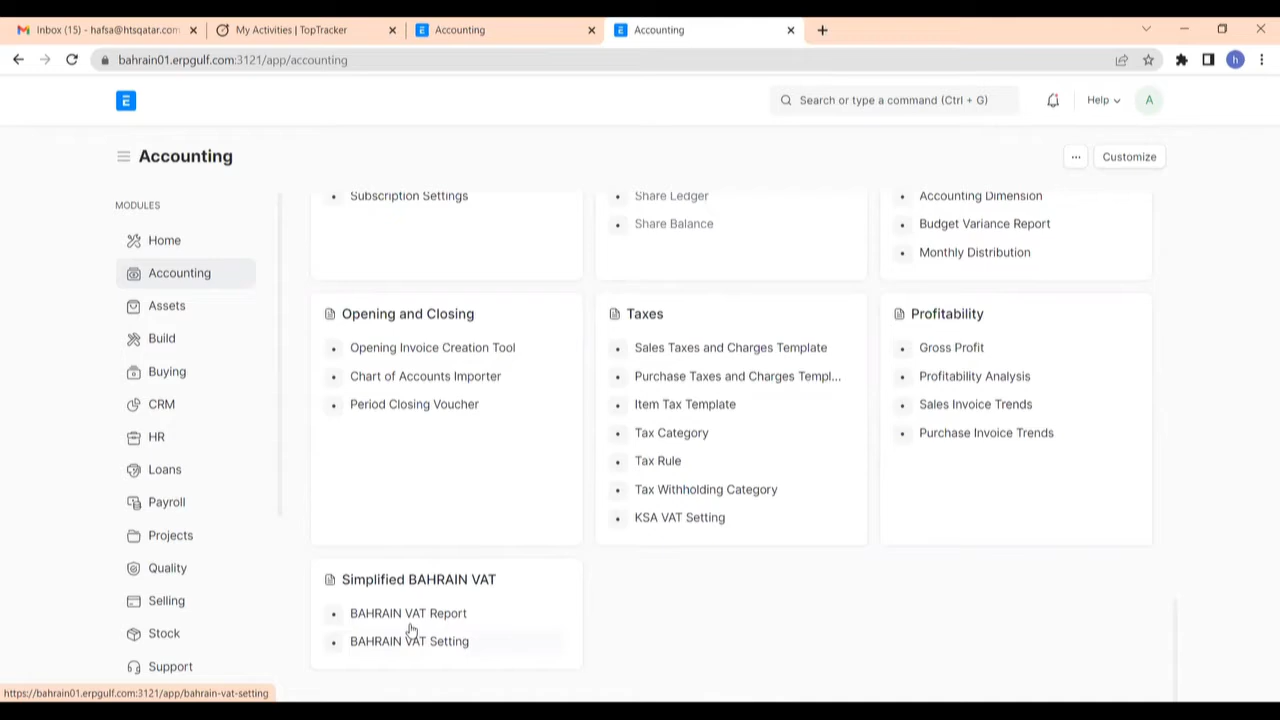 Inbox (15) - hafsa@htsqatar.com
My Activities | TopTracker
Accounting
Accounting
bahrain01.erpgulf.com:3121/app/accounting
h
E
Search or type a command (Ctrl + G)
Help
A
Accounting
Customize
MODULES
Home
Accounting
Assets
Build
Buying
CRM
HR
Loans
Payroll
Projects
Quality
Selling
Stock
Support
Subscription Settings
Share Ledger
Share Balance
Accounting Dimension
Budget Variance Report
Monthly Distribution
Opening and Closing
Opening Invoice Creation Tool
Chart of Accounts Importer
Period Closing Voucher
Taxes
Sales Taxes and Charges Template
Purchase Taxes and Charges Templ...
Item Tax Template
Tax Category
Tax Rule
Tax Withholding Category
KSA VAT Setting
Profitability
Gross Profit
Profitability Analysis
Sales Invoice Trends
Purchase Invoice Trends
Simplified BAHRAIN VAT
BAHRAIN VAT Report
BAHRAIN VAT Setting
https://bahrain01.erpgulf.com:3121/app/bahrain-vat-setting